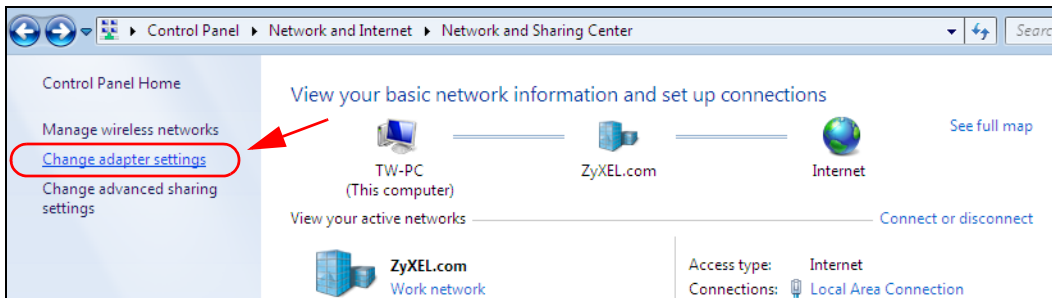 Control Panel ▸ Network and Internet ▸ Network and Sharing Center
Searc
Control Panel Home
Manage wireless networks
Change adapter settings
Change advanced sharing
settings
View your basic network information and set up connections
See full map
TW-PC
(This computer)
ZyXEL.com
Internet
View your active networks
Connect or disconnect
ZyXEL.com
Work network
Access type: Internet
Connections: Local Area Connection